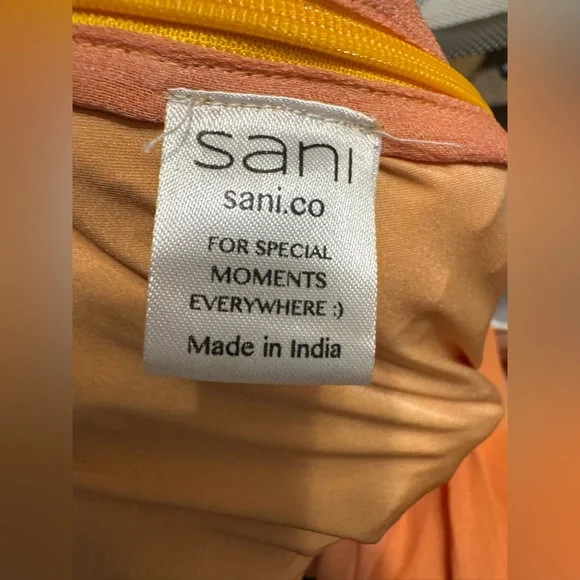 sani
sani.co
FOR SPECIAL
MOMENTS
EVERYWHERE :)
Made in India